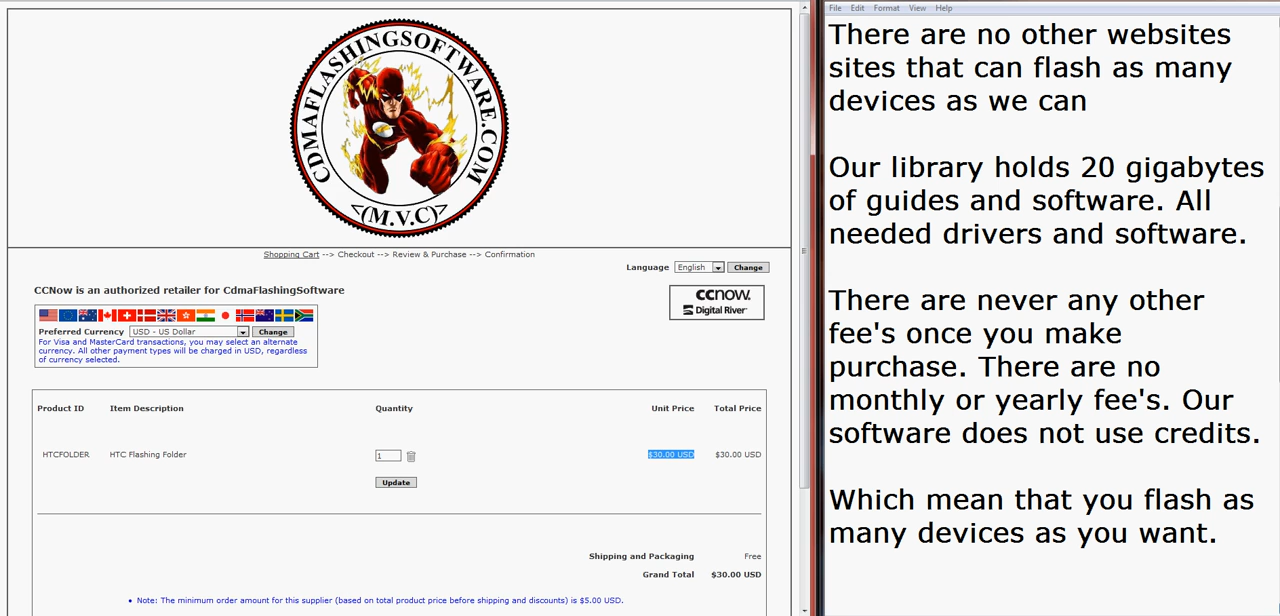 CDMAFLASHINGSOFTWARE.COM
<(M.V.C)>
Shopping Cart --> Checkout --> Review & Purchase --> Confirmation
Language English Change
CCNow is an authorized retailer for CdmaFlashingSoftware
ccnow.
Digital River
Preferred Currency USD - US Dollar Change
For Visa and MasterCard transactions, you may select an alternate
currency. All other payment types will be charged in USD, regardless
of currency selected.
Product ID Item Description Quantity Unit Price Total Price
HTCFOLDER HTC Flashing Folder 1 $30.00 USD $30.00 USD
Update
Shipping and Packaging Free
Grand Total $30.00 USD
• Note: The minimum order amount for this supplier (based on total product price before shipping and discounts) is $5.00 USD.
File Edit Format View Help
There are no other websites
sites that can flash as many
devices as we can
Our library holds 20 gigabytes
of guides and software. All
needed drivers and software.
There are never any other
fee's once you make
purchase. There are no
monthly or yearly fee's. Our
software does not use credits.
Which mean that you flash as
many devices as you want.